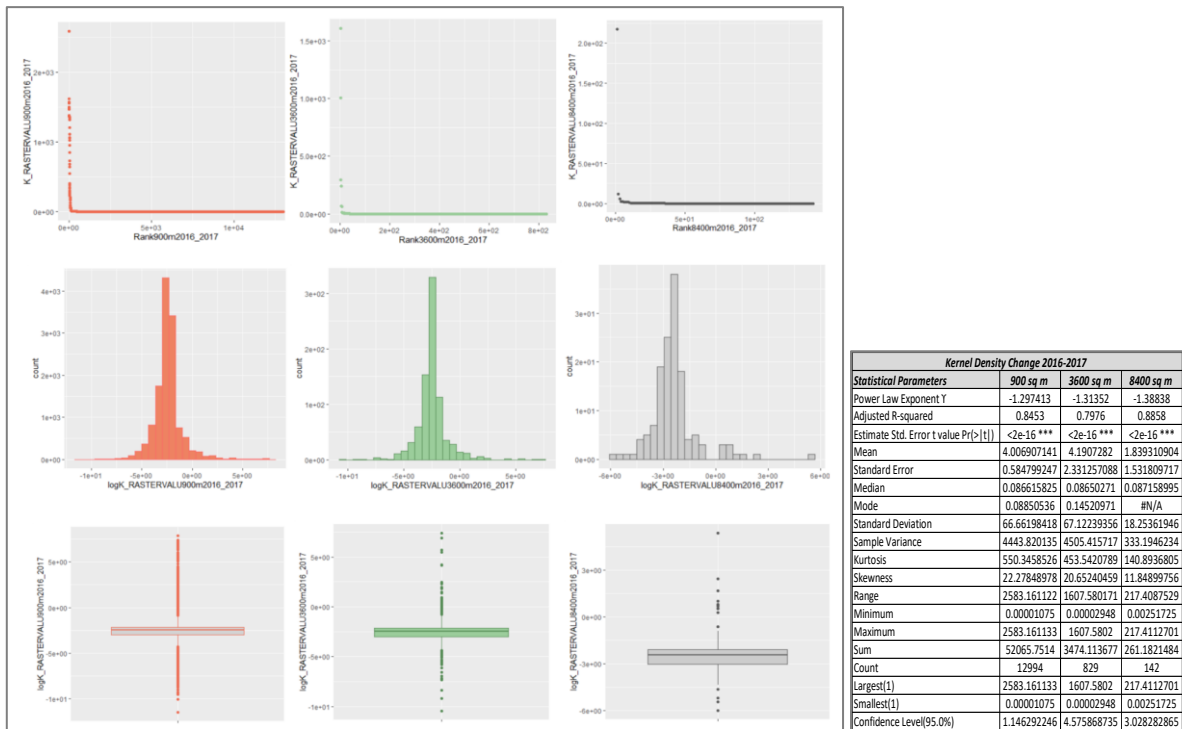 K_RASTERVALU900m2016_2017
2e+03
1e+03
0e+00
0e+00 5e+03 1e+04
Rank900m2016_2017
K_RASTERVALU3600m2016_2017
1.5e+03
1.0e+03
5.0e+02
0.0e+00
0e+00 2e+02 4e+02 6e+02 8e+02
Rank3600m2016_2017
K_RASTERVALU8400m2016_2017
2.0e+02
1.5e+02
1.0e+02
5.0e+01
0.0e+00
0e+00 5e+01 1e+02
Rank8400m2016_2017
count
4e+03
3e+03
2e+03
1e+03
0e+00
-1e+01 -5e+00 0e+00 5e+00
logK_RASTERVALU900m2016_2017
count
3e+02
2e+02
1e+02
0e+00
-1e+01 -5e+00 0e+00 5e+00
logK_RASTERVALU3600m2016_2017
count
3e+01
2e+01
1e+01
0e+00
-6e+00 -3e+00 0e+00 3e+00 6e+00
logK_RASTERVALU8400m2016_2017
logK_RASTERVALU900m2016_2017
5e+00
0e+00
-5e+00
-1e+01
logK_RASTERVALU3600m2016_2017
5e+00
0e+00
-5e+00
-1e+01
logK_RASTERVALU8400m2016_2017
3e+00
0e+00
-3e+00
-6e+00
Kernel Density Change 2016-2017
Statistical Parameters 900 sq m 3600 sq m 8400 sq m
Power Law Exponent ϒ -1.297413 -1.31352 -1.38838
Adjusted R-squared 0.8453 0.7976 0.8858
Estimate Std. Error t value Pr(>|t|) <2e-16 *** <2e-16 *** <2e-16 ***
Mean 4.006907141 4.1907282 1.839310904
Standard Error 0.584799247 2.331257088 1.531809717
Median 0.086615825 0.08650271 0.087158995
Mode 0.08850536 0.14520971 #N/A
Standard Deviation 66.66198418 67.12239356 18.25361946
Sample Variance 4443.820135 4505.415717 333.1946234
Kurtosis 550.3458526 453.5420789 140.8936805
Skewness 22.27848978 20.65240459 11.84899756
Range 2583.161122 1607.580171 217.4087529
Minimum 0.00001075 0.00002948 0.00251725
Maximum 2583.161133 1607.5802 217.4112701
Sum 52065.7514 3474.113677 261.1821484
Count 12994 829 142
Largest(1) 2583.161133 1607.5802 217.4112701
Smallest(1) 0.00001075 0.00002948 0.00251725
Confidence Level(95.0%) 1.146292246 4.575868735 3.028282865